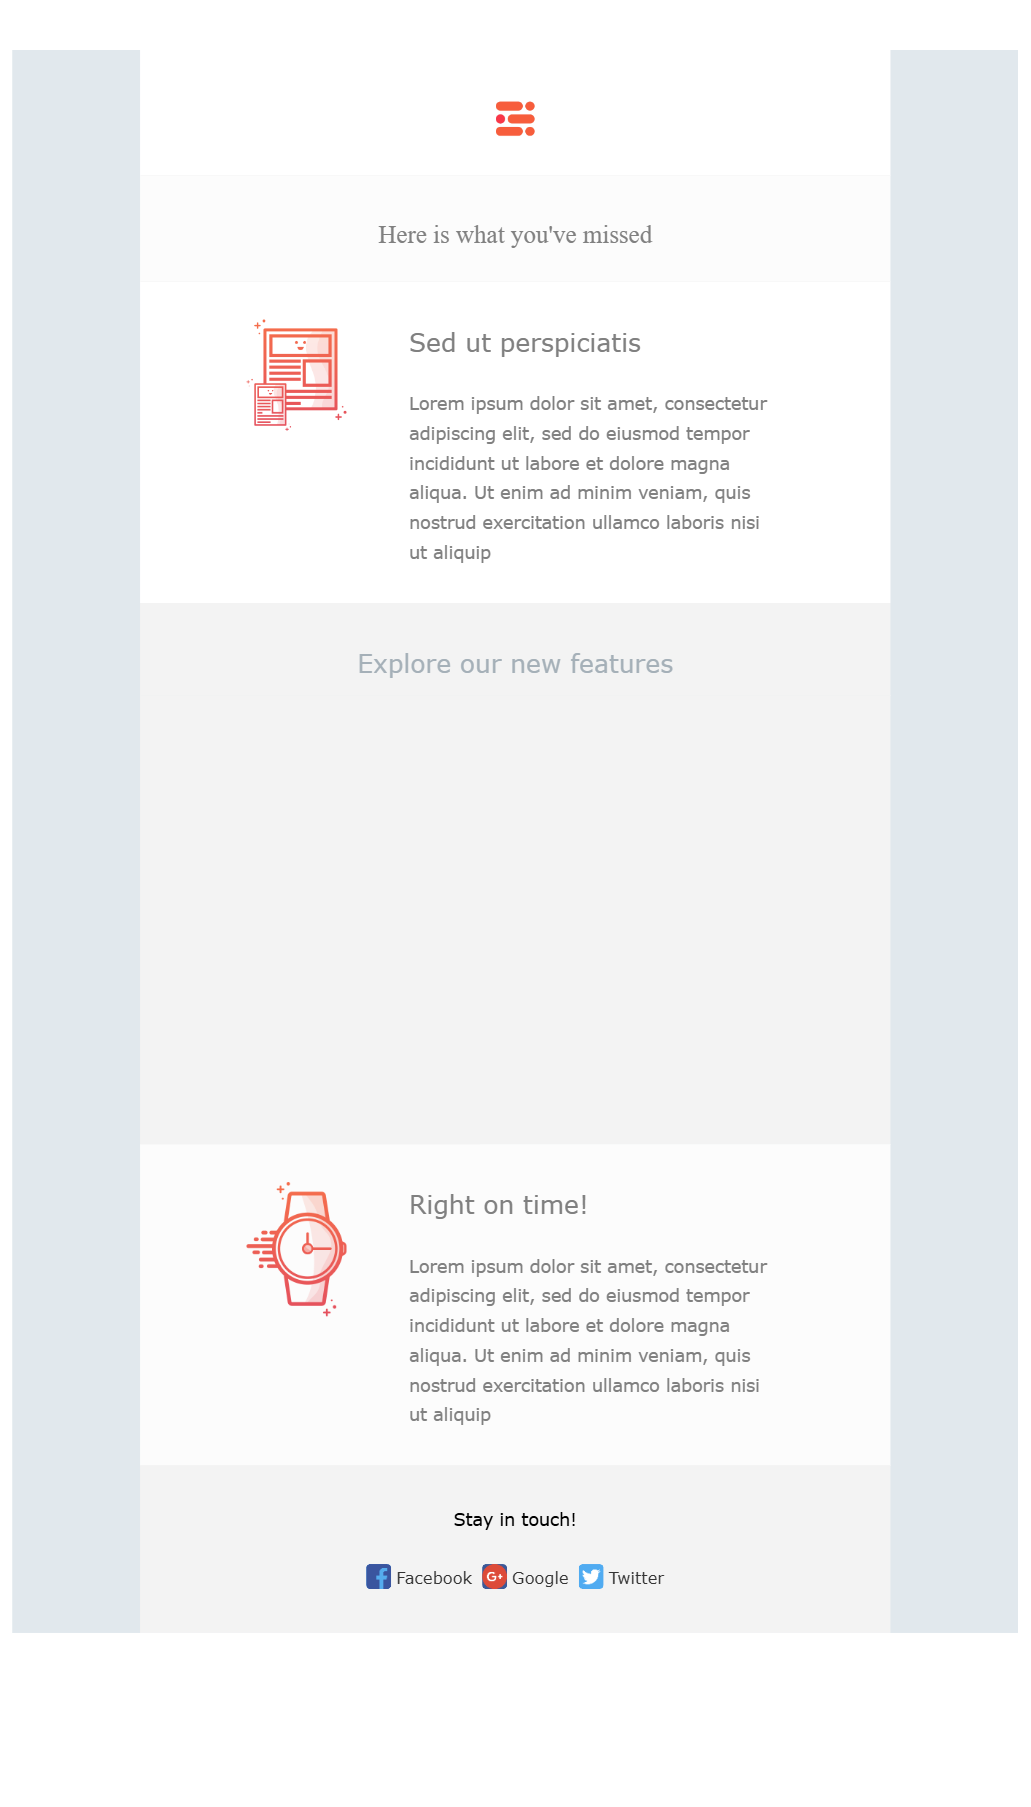 Here is what you've missed
Sed ut perspiciatis
Lorem ipsum dolor sit amet, consectetur
adipiscing elit, sed do eiusmod tempor
incididunt ut labore et dolore magna
aliqua. Ut enim ad minim veniam, quis
nostrud exercitation ullamco laboris nisi
ut aliquip
Explore our new features
Right on time!
Lorem ipsum dolor sit amet, consectetur
adipiscing elit, sed do eiusmod tempor
incididunt ut labore et dolore magna
aliqua. Ut enim ad minim veniam, quis
nostrud exercitation ullamco laboris nisi
ut aliquip
Stay in touch!
Facebook G+ Google Twitter